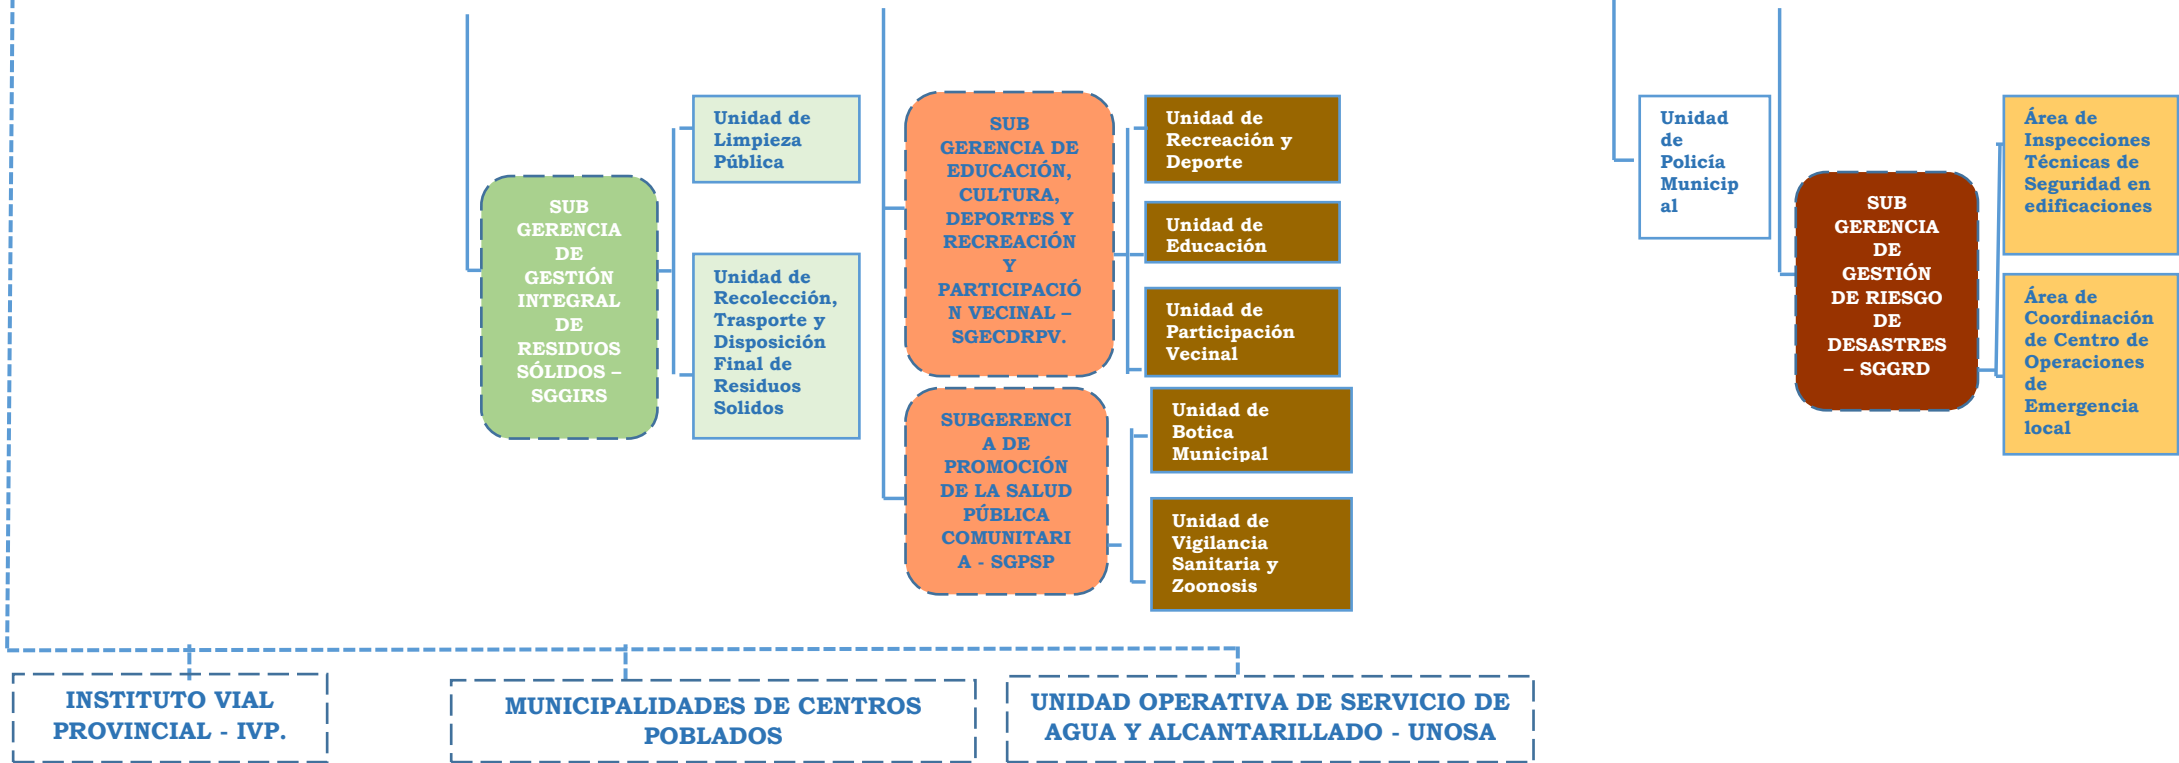 Unidad de
Limpieza
Pública
SUB
GERENCIA
DE
GESTIÓN
INTEGRAL
DE
RESIDUOS
SÓLIDOS –
SGGIRS
Unidad de
Recolección,
Trasporte y
Disposición
Final de
Residuos
Solidos
SUB
GERENCIA DE
EDUCACIÓN,
CULTURA,
DEPORTES Y
RECREACIÓN
Y
PARTICIPACIÓ
N VECINAL –
SGECDRPV.
Unidad de
Recreación y
Deporte
Unidad de
Educación
Unidad de
Participación
Vecinal
SUBGERENCI
A DE
PROMOCIÓN
DE LA SALUD
PÚBLICA
COMUNITARI
A - SGPSP
Unidad de
Botica
Municipal
Unidad de
Vigilancia
Sanitaria y
Zoonosis
Unidad
de
Policía
Municip
al
SUB
GERENCIA
DE
GESTIÓN
DE RIESGO
DE
DESASTRES
– SGGRD
Área de
Inspecciones
Técnicas de
Seguridad en
edificaciones
Área de
Coordinación
de Centro de
Operaciones
de
Emergencia
local
INSTITUTO VIAL
PROVINCIAL - IVP.
MUNICIPALIDADES DE CENTROS
POBLADOS
UNIDAD OPERATIVA DE SERVICIO DE
AGUA Y ALCANTARILLADO - UNOSA